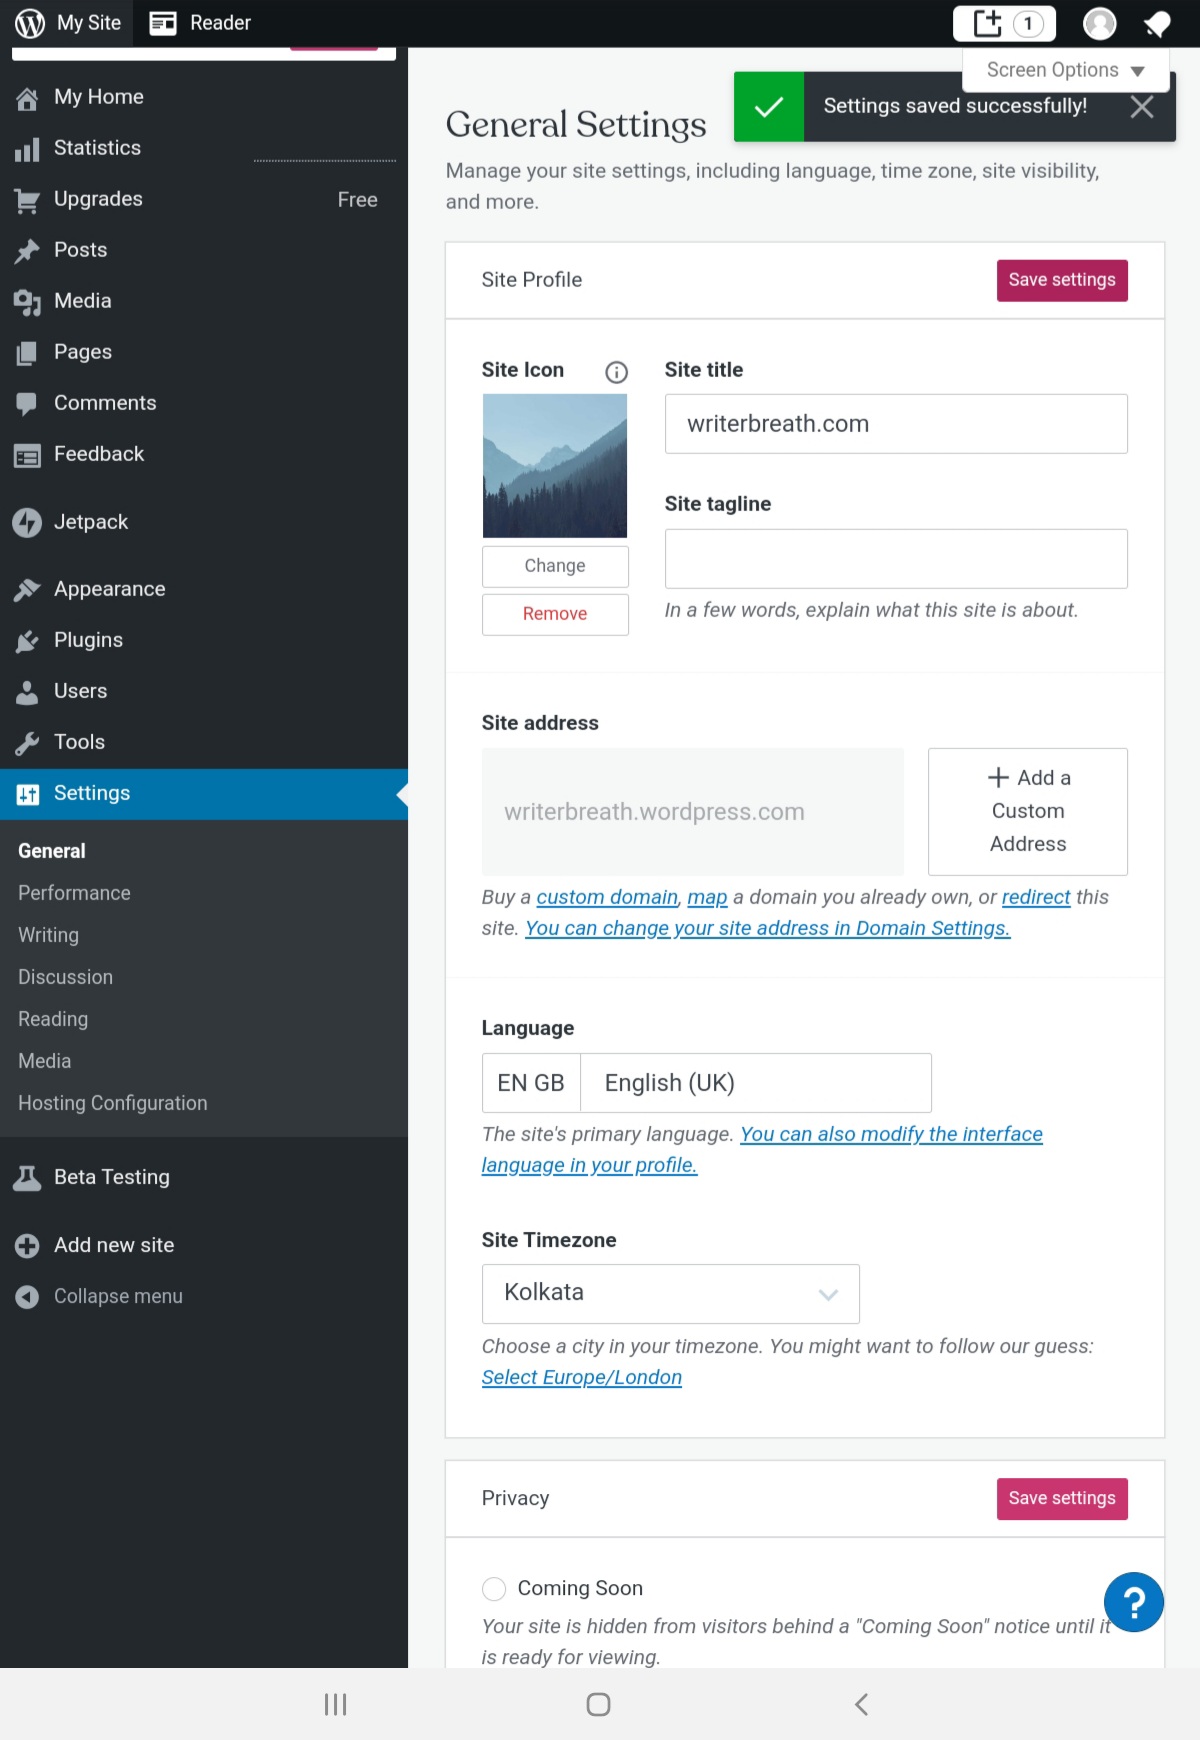 My Site
Reader
1
Screen Options
Settings saved successfully!
My Home
Statistics
Upgrades
Free
Posts
Media
Pages
Comments
Feedback
Jetpack
Appearance
Plugins
Users
Tools
Settings
General
Performance
Writing
Discussion
Reading
Media
Hosting Configuration
Beta Testing
Add new site
Collapse menu
General Settings
Manage your site settings, including language, time zone, site visibility,
and more.
Site Profile
Save settings
Site Icon
Change
Remove
Site title
writerbreath.com
Site tagline
In a few words, explain what this site is about.
Site address
writerbreath.wordpress.com
Add a
Custom
Address
Buy a custom domain, map a domain you already own, or redirect this
site. You can change your site address in Domain Settings.
Language
EN GB
English (UK)
The site's primary language. You can also modify the interface
language in your profile.
Site Timezone
Kolkata
Choose a city in your timezone. You might want to follow our guess:
Select Europe/London
Privacy
Save settings
Coming Soon
Your site is hidden from visitors behind a "Coming Soon" notice until it
is ready for viewing.
?